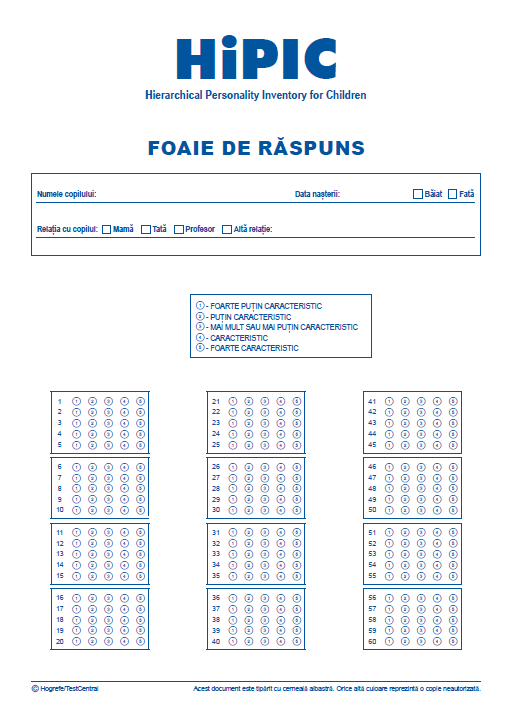 HiPIC
Hierarchical Personality Inventory for Children
FOAIE DE RĂSPUNS
Numele copilului: Data nașterii: Băiat Fată
Relația cu copilul: Mamă Tată Profesor Altă relație:
1 - FOARTE PUȚIN CARACTERISTIC
2 - PUȚIN CARACTERISTIC
3 - MAI MULT SAU MAI PUȚIN CARACTERISTIC
4 - CARACTERISTIC
5 - FOARTE CARACTERISTIC
1 1 2 3 4 5
2 1 2 3 4 5
3 1 2 3 4 5
4 1 2 3 4 5
5 1 2 3 4 5
6 1 2 3 4 5
7 1 2 3 4 5
8 1 2 3 4 5
9 1 2 3 4 5
10 1 2 3 4 5
11 1 2 3 4 5
12 1 2 3 4 5
13 1 2 3 4 5
14 1 2 3 4 5
15 1 2 3 4 5
16 1 2 3 4 5
17 1 2 3 4 5
18 1 2 3 4 5
19 1 2 3 4 5
20 1 2 3 4 5
21 1 2 3 4 5
22 1 2 3 4 5
23 1 2 3 4 5
24 1 2 3 4 5
25 1 2 3 4 5
26 1 2 3 4 5
27 1 2 3 4 5
28 1 2 3 4 5
29 1 2 3 4 5
30 1 2 3 4 5
31 1 2 3 4 5
32 1 2 3 4 5
33 1 2 3 4 5
34 1 2 3 4 5
35 1 2 3 4 5
36 1 2 3 4 5
37 1 2 3 4 5
38 1 2 3 4 5
39 1 2 3 4 5
40 1 2 3 4 5
41 1 2 3 4 5
42 1 2 3 4 5
43 1 2 3 4 5
44 1 2 3 4 5
45 1 2 3 4 5
46 1 2 3 4 5
47 1 2 3 4 5
48 1 2 3 4 5
49 1 2 3 4 5
50 1 2 3 4 5
51 1 2 3 4 5
52 1 2 3 4 5
53 1 2 3 4 5
54 1 2 3 4 5
55 1 2 3 4 5
56 1 2 3 4 5
57 1 2 3 4 5
58 1 2 3 4 5
59 1 2 3 4 5
60 1 2 3 4 5
© Hogrefe/TestCentral Acest document este tipărit cu cerneală albastră. Orice altă culoare reprezintă o copie neautorizată.